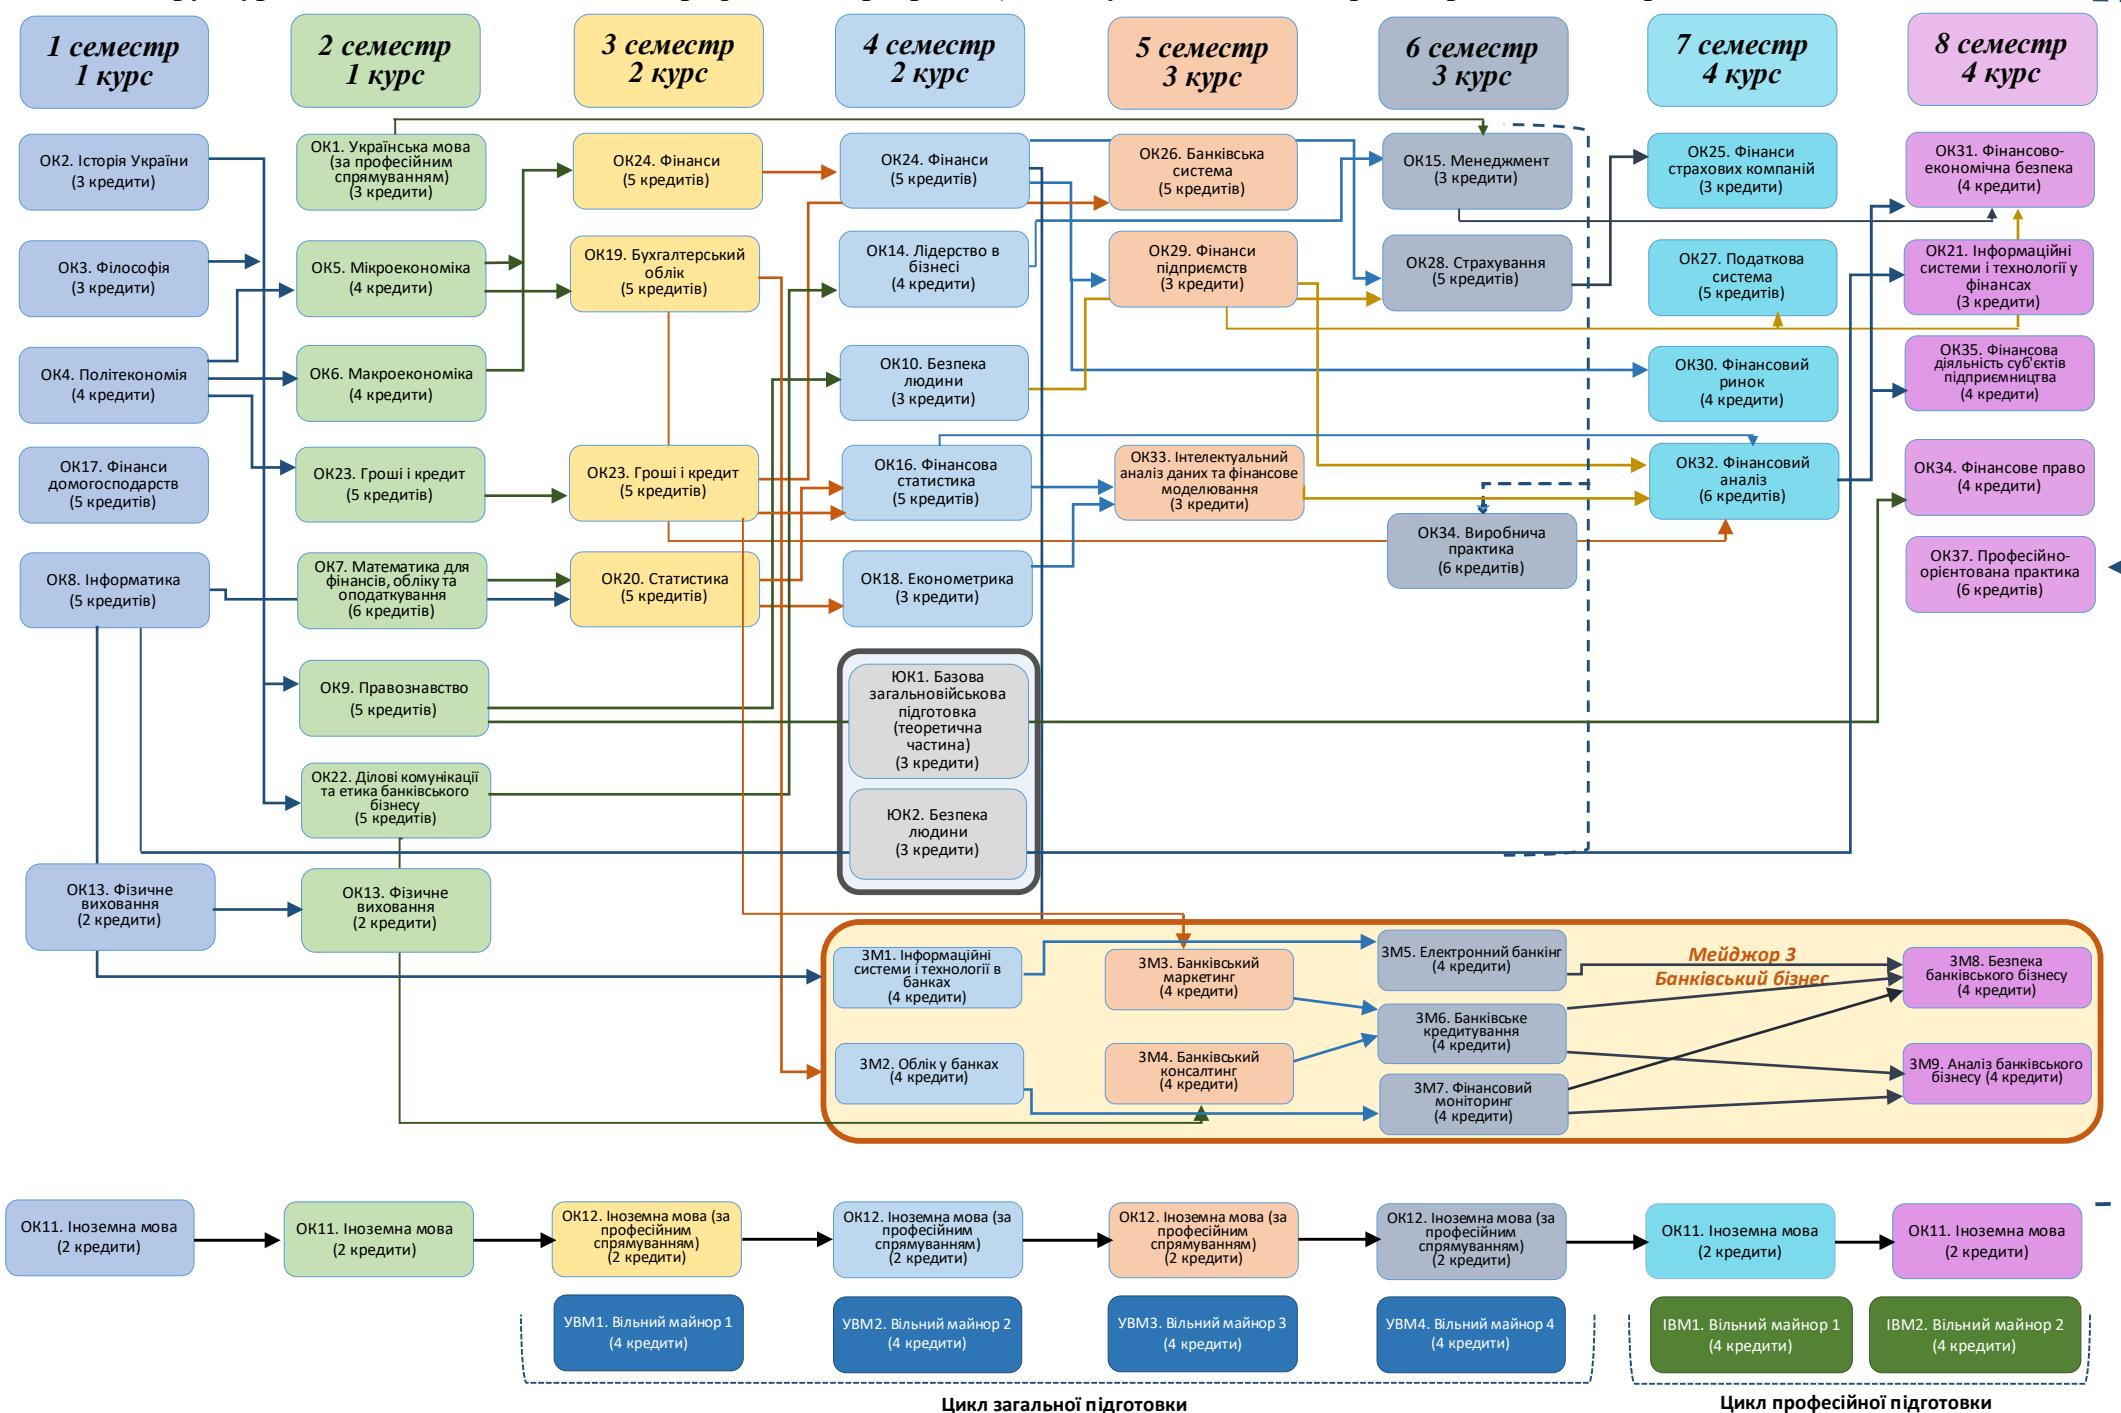 1 семестр
1 курс
2 семестр
1 курс
3 семестр
2 курс
4 семестр
2 курс
5 семестр
3 курс
6 семестр
3 курс
7 семестр
4 курс
8 семестр
4 курс
ОК2. Історія України
(3 кредити)
ОК1. Українська мова
(за професійним
спрямуванням)
(3 кредити)
ОК24. Фінанси
(5 кредитів)
ОК24. Фінанси
(5 кредитів)
ОК26. Банківська
система
(5 кредитів)
ОК15. Менеджмент
(3 кредити)
ОК25. Фінанси
страхових компаній
(3 кредити)
ОК31. Фінансово-
економічна безпека
(4 кредити)
ОК3. Філософія
(3 кредити)
ОК5. Мікроекономіка
(4 кредити)
ОК19. Бухгалтерський
облік
(5 кредитів)
ОК14. Лідерство в
бізнесі
(4 кредити)
ОК29. Фінанси
підприємств
(3 кредити)
ОК28. Страхування
(5 кредитів)
ОК27. Податкова
система
(5 кредитів)
ОК21. Інформаційні
системи і технології у
фінансах
(3 кредити)
ОК4. Політекономія
(4 кредити)
ОК6. Макроекономіка
(4 кредити)
ОК10. Безпека
людини
(3 кредити)
ОК30. Фінансовий
ринок
(4 кредити)
ОК35. Фінансова
діяльність суб'єктів
підприємництва
(4 кредити)
ОК17. Фінанси
домогосподарств
(5 кредитів)
ОК23. Гроші і кредит
(5 кредитів)
ОК23. Гроші і кредит
(5 кредитів)
ОК16. Фінансова
статистика
(5 кредитів)
ОК33. Інтелектуальний
аналіз даних та фінансове
моделювання
(3 кредити)
ОК32. Фінансовий
аналіз
(6 кредитів)
ОК34. Фінансове право
(4 кредити)
ОК8. Інформатика
(5 кредитів)
ОК7. Математика для
фінансів, обліку та
оподаткування
(6 кредитів)
ОК20. Статистика
(5 кредитів)
ОК18. Економетрика
(3 кредити)
ОК34. Виробнича
практика
(6 кредитів)
ОК37. Професійно-
орієнтована практика
(6 кредитів)
ОК9. Правознавство
(5 кредитів)
ЮК1. Базова
загальновійськова
підготовка
(теоретична
частина)
(3 кредити)
ОК22. Ділові комунікації
та етика банківського
бізнесу
(5 кредитів)
ЮК2. Безпека
людини
(3 кредити)
ОК13. Фізичне
виховання
(2 кредити)
ОК13. Фізичне
виховання
(2 кредити)
3М1. Інформаційні
системи і технології в
банках
(4 кредити)
3М3. Банківський
маркетинг
(4 кредити)
3М5. Електронний банкінг
(4 кредити)
Мейджор 3
Банківський бізнес
3М8. Безпека
банківського бізнесу
(4 кредити)
3М6. Банківське
кредитування
(4 кредити)
3М2. Облік у банках
(4 кредити)
3М4. Банківський
консалтинг
(4 кредити)
3М7. Фінансовий
моніторинг
(4 кредити)
3М9. Аналіз банківського
бізнесу (4 кредити)
ОК11. Іноземна мова
(2 кредити)
ОК11. Іноземна мова
(2 кредити)
ОК12. Іноземна мова (за
професійним
спрямуванням)
(2 кредити)
ОК12. Іноземна мова (за
професійним
спрямуванням)
(2 кредити)
ОК12. Іноземна мова (за
професійним
спрямуванням)
(2 кредити)
ОК12. Іноземна мова (за
професійним
спрямуванням)
(2 кредити)
ОК11. Іноземна мова
(2 кредити)
ОК11. Іноземна мова
(2 кредити)
УВМ1. Вільний майнор 1
(4 кредити)
УВМ2. Вільний майнор 2
(4 кредити)
УВМ3. Вільний майнор 3
(4 кредити)
УВМ4. Вільний майнор 4
(4 кредити)
ІВМ1. Вільний майнор 1
(4 кредити)
ІВМ2. Вільний майнор 2
(4 кредити)
Цикл загальної підготовки
Цикл професійної підготовки